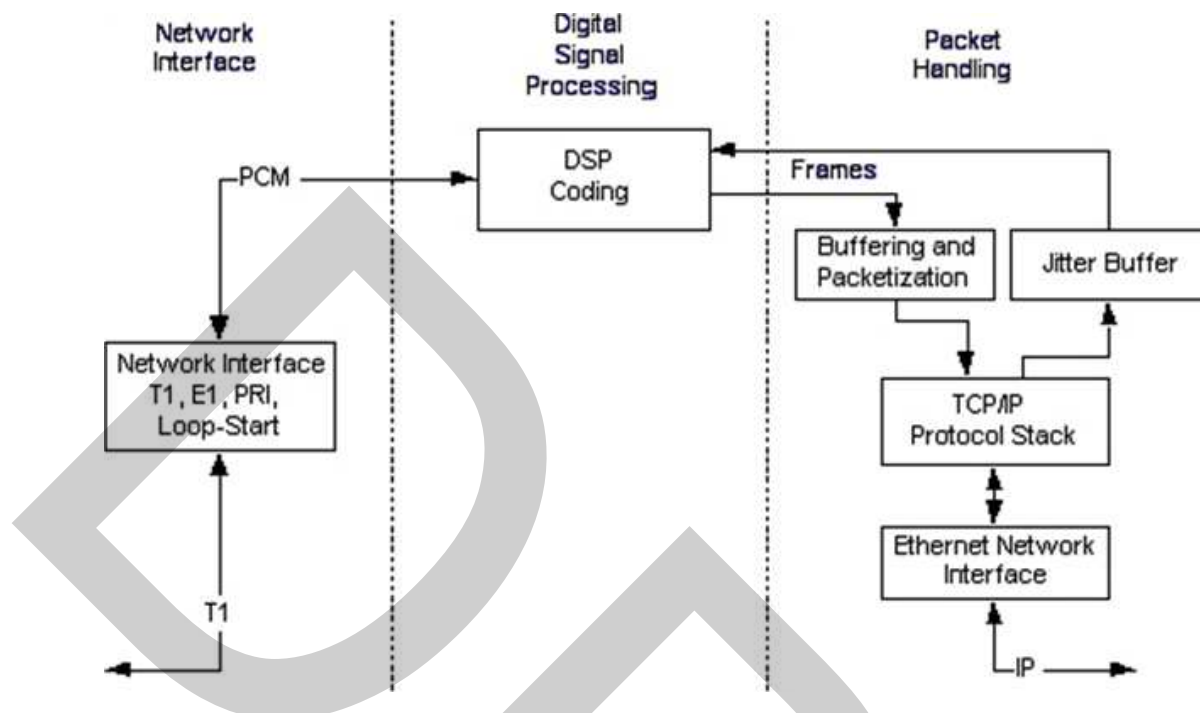 Network
Interface
Digital
Signal
Processing
Packet
Handling
PCM
DSP
Coding
Frames
Buffering and
Packetization
Jitter Buffer
Network Interface
T1, E1, PRI,
Loop-Start
TCP/IP
Protocol Stack
Ethernet Network
Interface
T1
IP